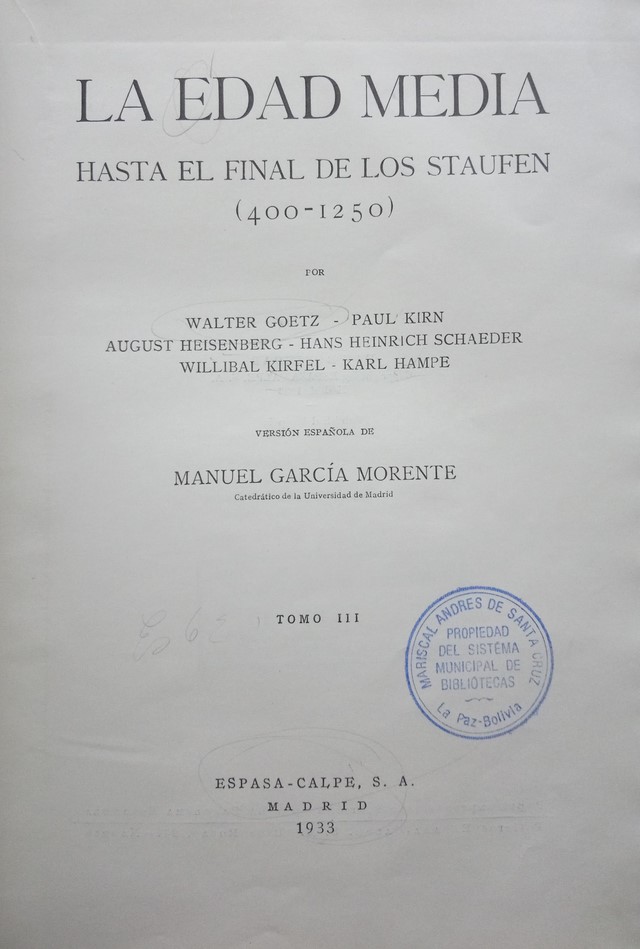 LA EDAD MEDIA
HASTA EL FINAL DE LOS STAUFEN
(400-1250)
POR
WALTER GOETZ - PAUL KIRN
AUGUST HEISENBERG - HANS HEINRICH SCHAEDER
WILLIBAL KIRFEL - KARL HAMPE
VERSIÓN ESPAÑOLA DE
MANUEL GARCÍA MORENTE
Catedrático de la Universidad de Madrid
TOMO III
MARISCAL ANDRES DE SANTA CRUZ
PROPIEDAD
DEL SISTEMA
MUNICIPAL DE
BIBLIOTECAS
La Paz-Bolivia
ESPASA-CALPE, S. A.
MADRID
1933